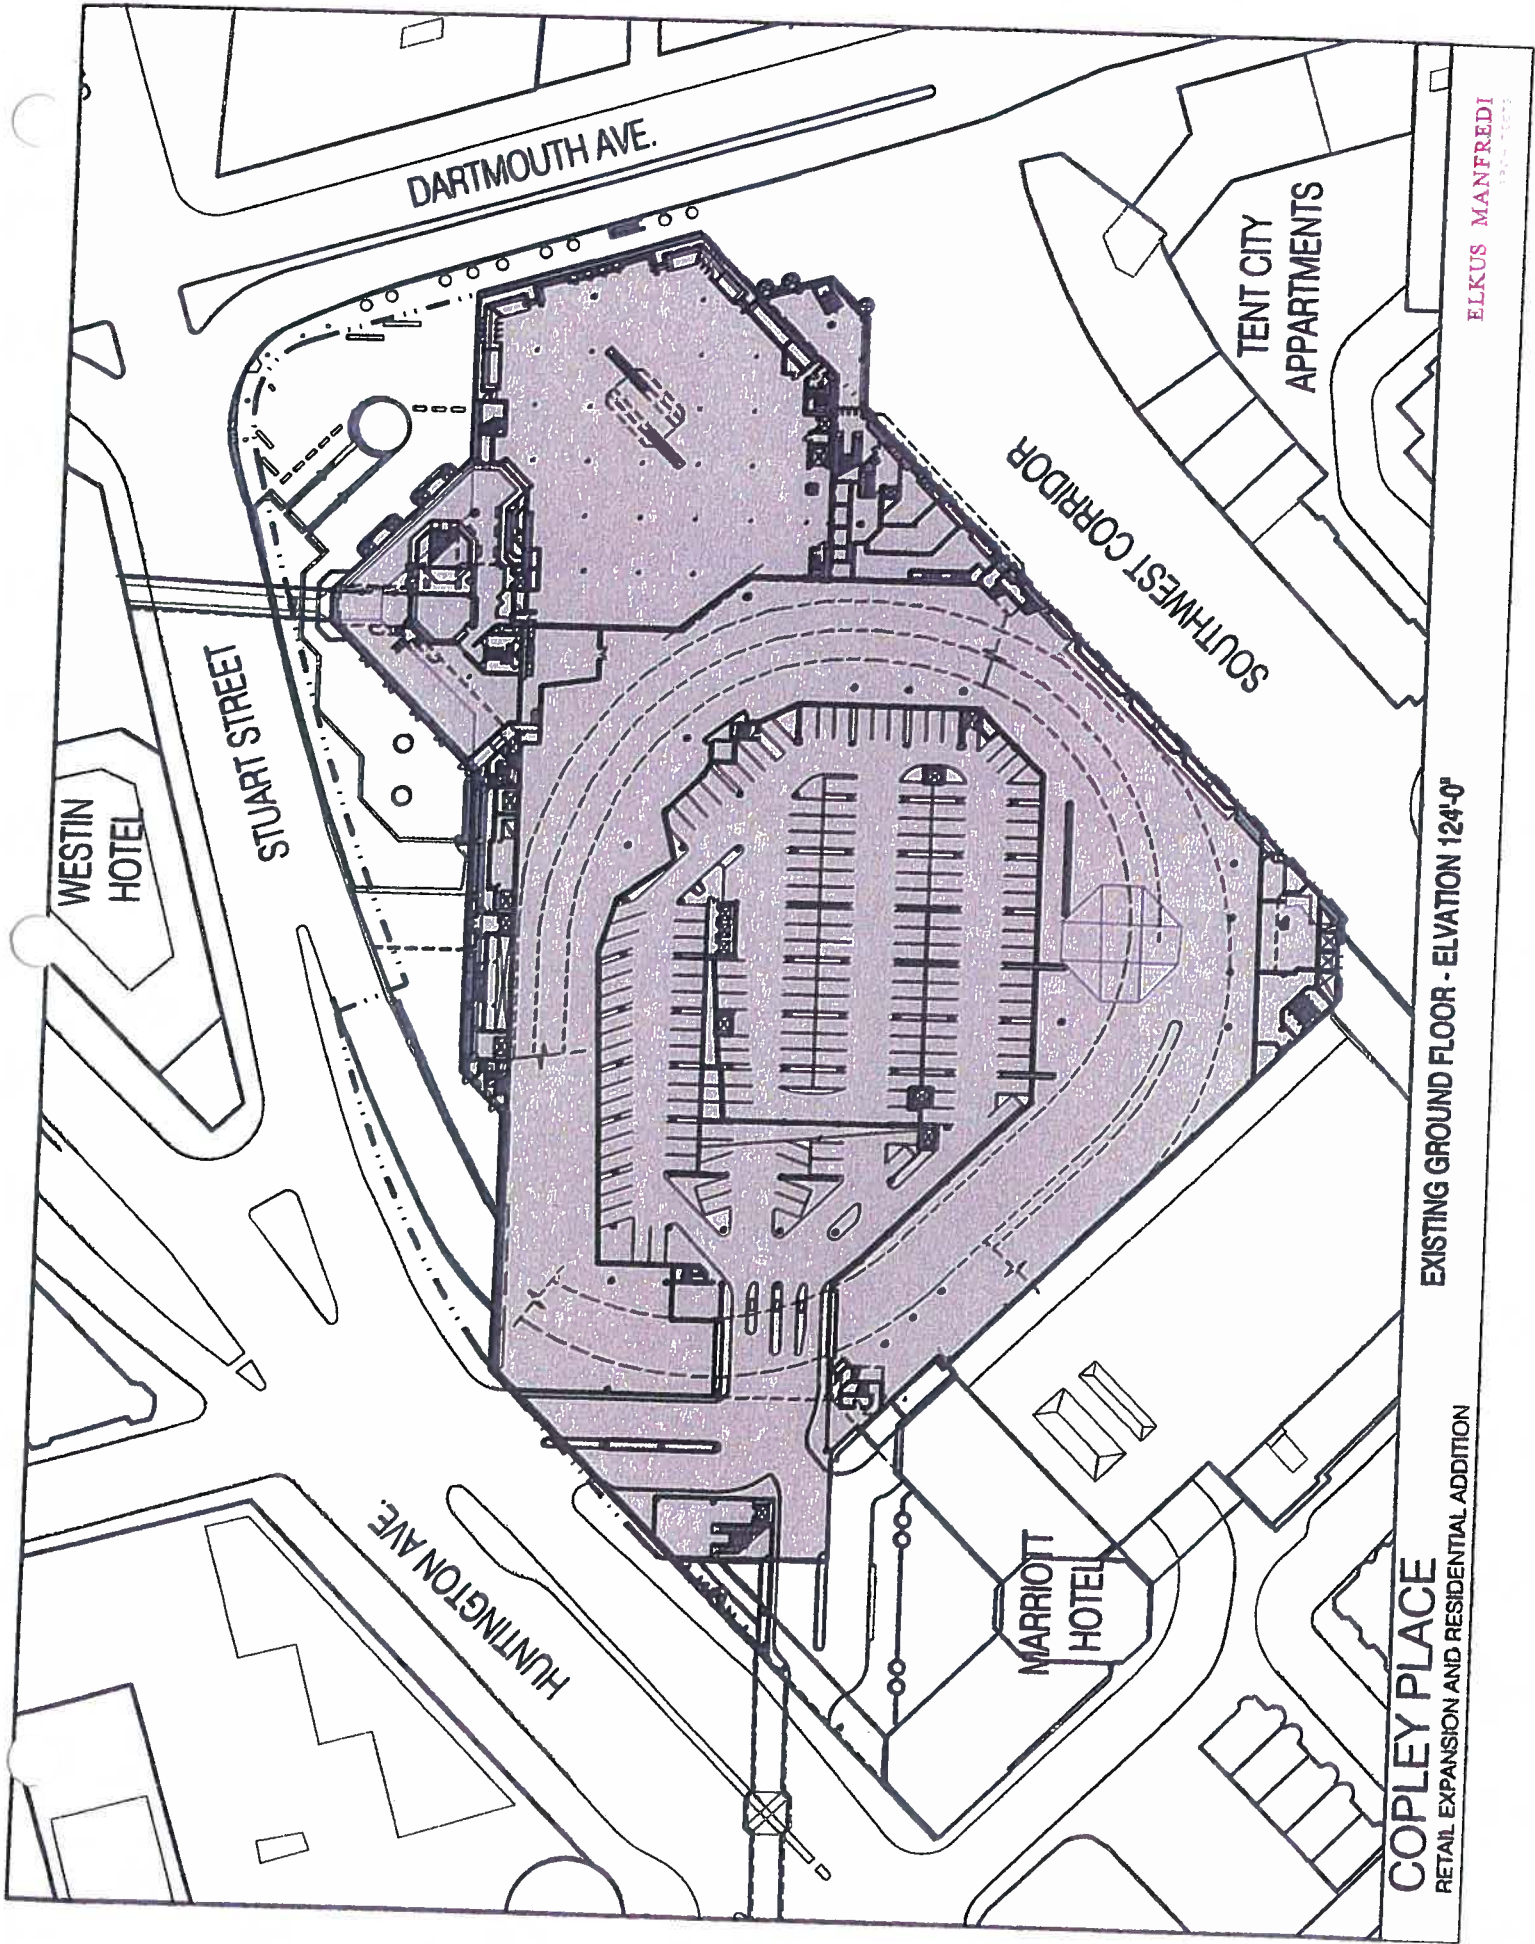 DARTMOUTH AVE.
STUART STREET
WESTIN
HOTEL
HUNTINGTON AVE.
SOUTHWEST CORRIDOR
TENT CITY
APPARTMENTS
MARRIOTT
HOTEL
COPLEY PLACE
RETAIL EXPANSION AND RESIDENTIAL ADDITION
EXISTING GROUND FLOOR - ELVATION 124'-0"
ELKUS MANFREDI